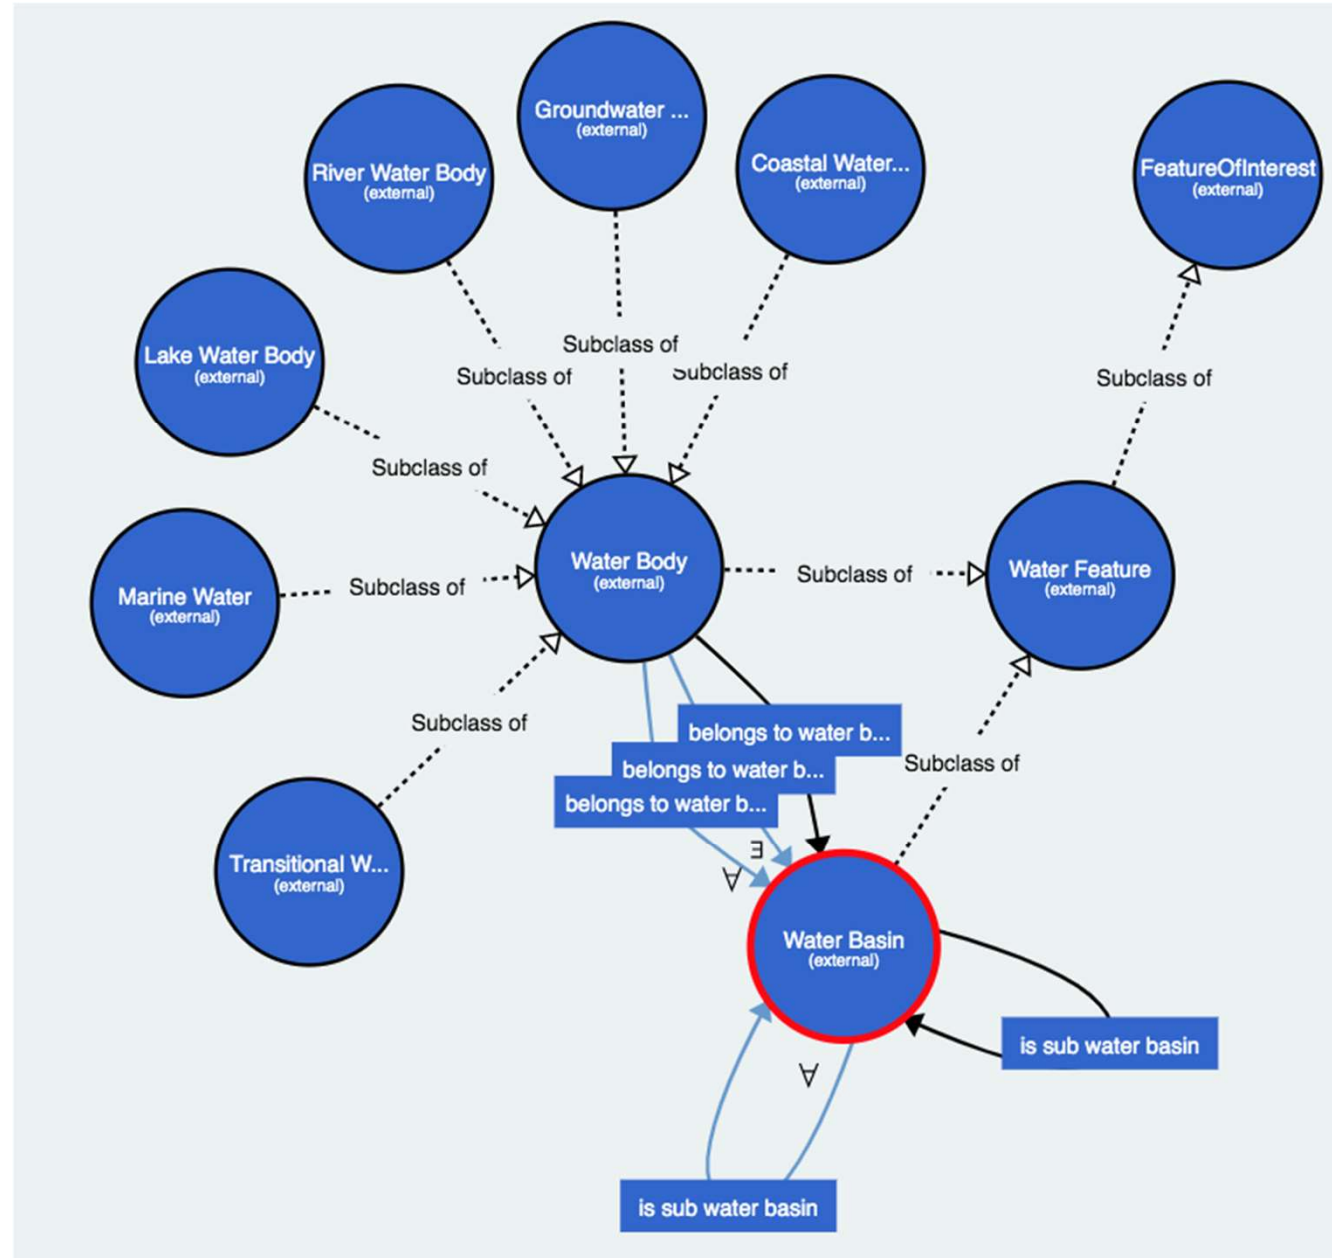 Groundwater ...
(external)
River Water Body
(external)
Coastal Water...
(external)
FeatureOfInterest
(external)
Lake Water Body
(external)
Subclass of
Subclass of
Subclass of
Subclass of
Subclass of
Marine Water
(external)
Subclass of
Water Body
(external)
Subclass of
Water Feature
(external)
Subclass of
belongs to water b...
belongs to water b...
belongs to water b...
Subclass of
Transitional W...
(external)
∃
∀
Water Basin
(external)
is sub water basin
∀
is sub water basin